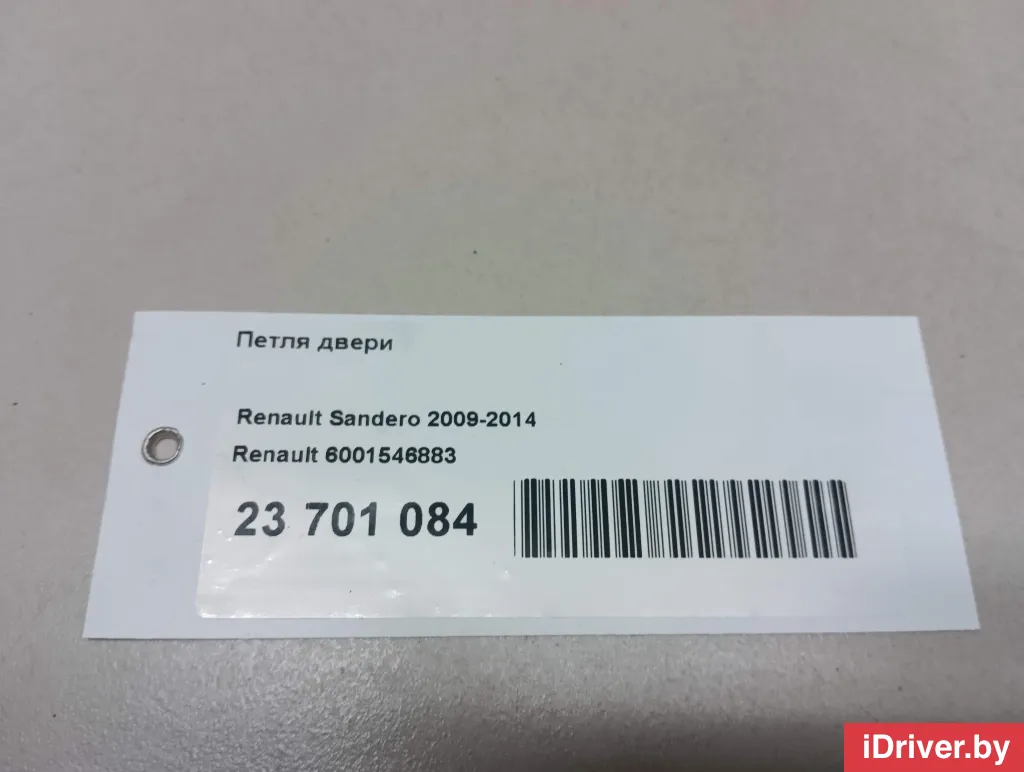 Петля двери
Renault Sandero 2009-2014
Renault 6001546883
23 701 084
iDriver.by